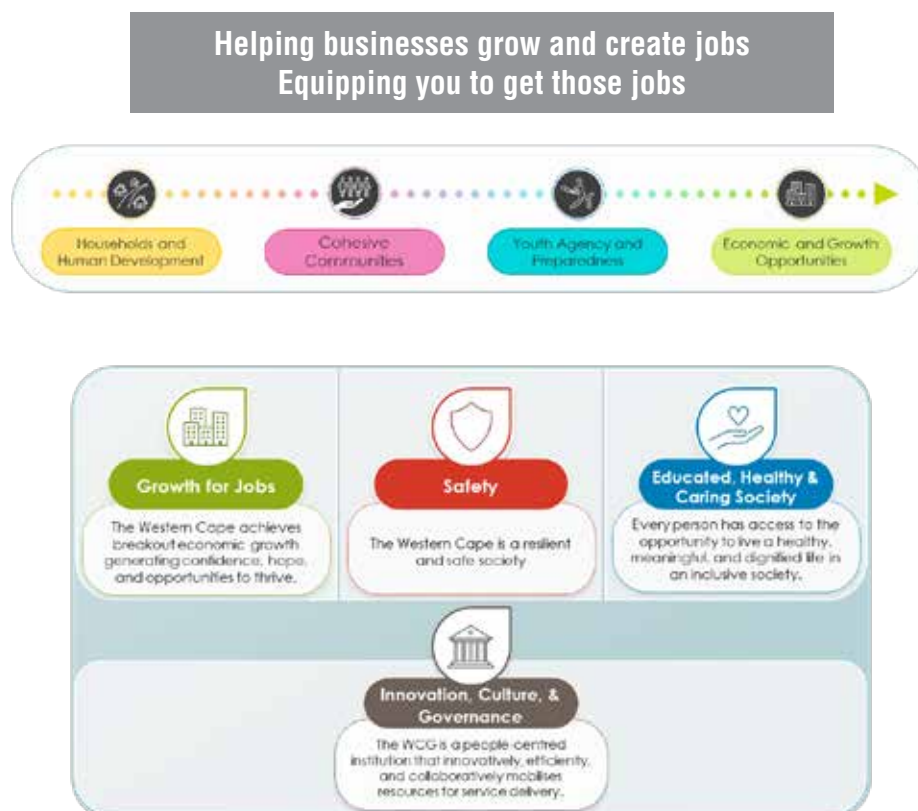 Helping businesses grow and create jobs
Equipping you to get those jobs
Households and
Human Development
Cohesive
Communities
Youth Agency and
Preparedness
Economic and Growth
Opportunities
Growth for Jobs
The Western Cape achieves
breakout economic growth
generating confidence, hope,
and opportunities to thrive.
Safety
The Western Cape is a resilient
and safe society
Educated, Healthy &
Caring Society
Every person has access to the
opportunity to live a healthy,
meaningful, and dignified life in
an inclusive society.
Innovation, Culture, &
Governance
The WCG is a people-centred
institution that innovatively, efficiently,
and collaboratively mobilises
resources for service delivery.